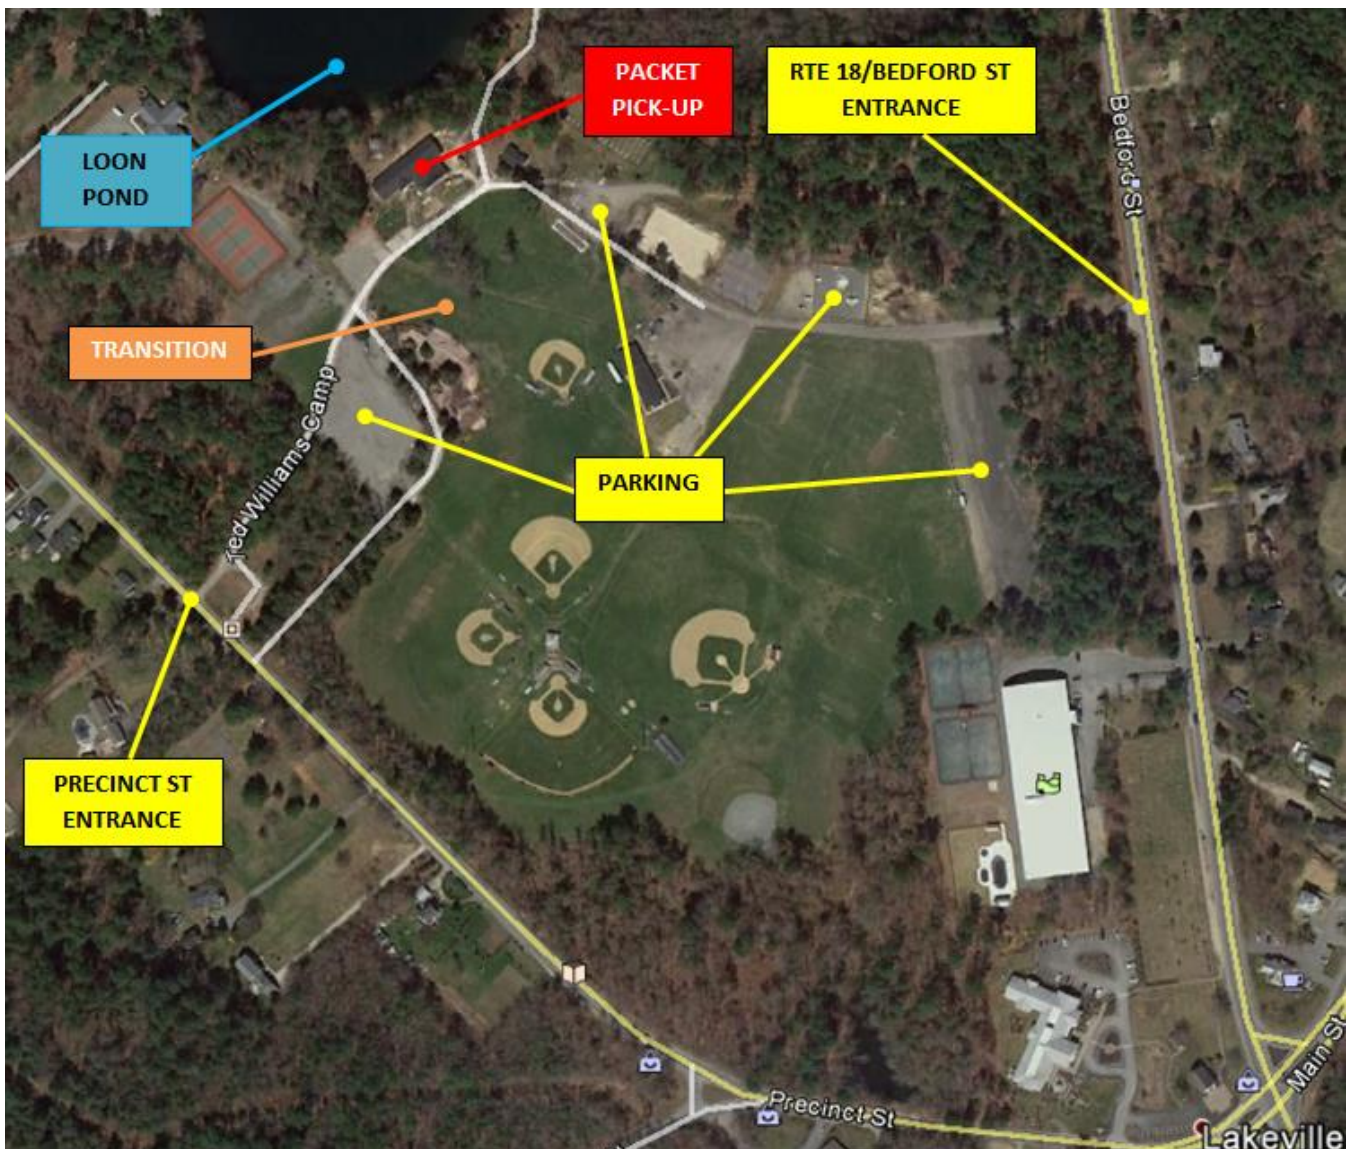 PACKET
PICK-UP
RTE 18/BEDFORD ST
ENTRANCE
LOON
POND
Bedford St
TRANSITION
Ted Williams Camp
PARKING
PRECINCT ST
ENTRANCE
Precinct St
Main St
Lakeville